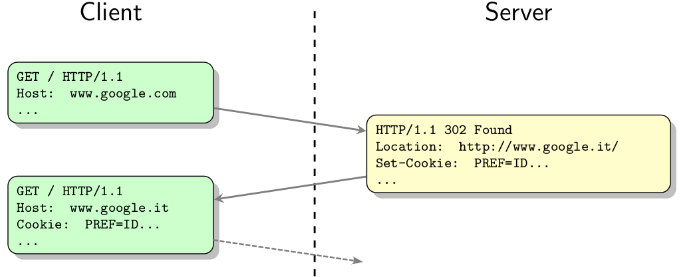 Client
Server
GET / HTTP/1.1
Host: www.google.com
...
HTTP/1.1 302 Found
Location: http://www.google.it/
Set-Cookie: PREF=ID...
...
GET / HTTP/1.1
Host: www.google.it
Cookie: PREF=ID...
...